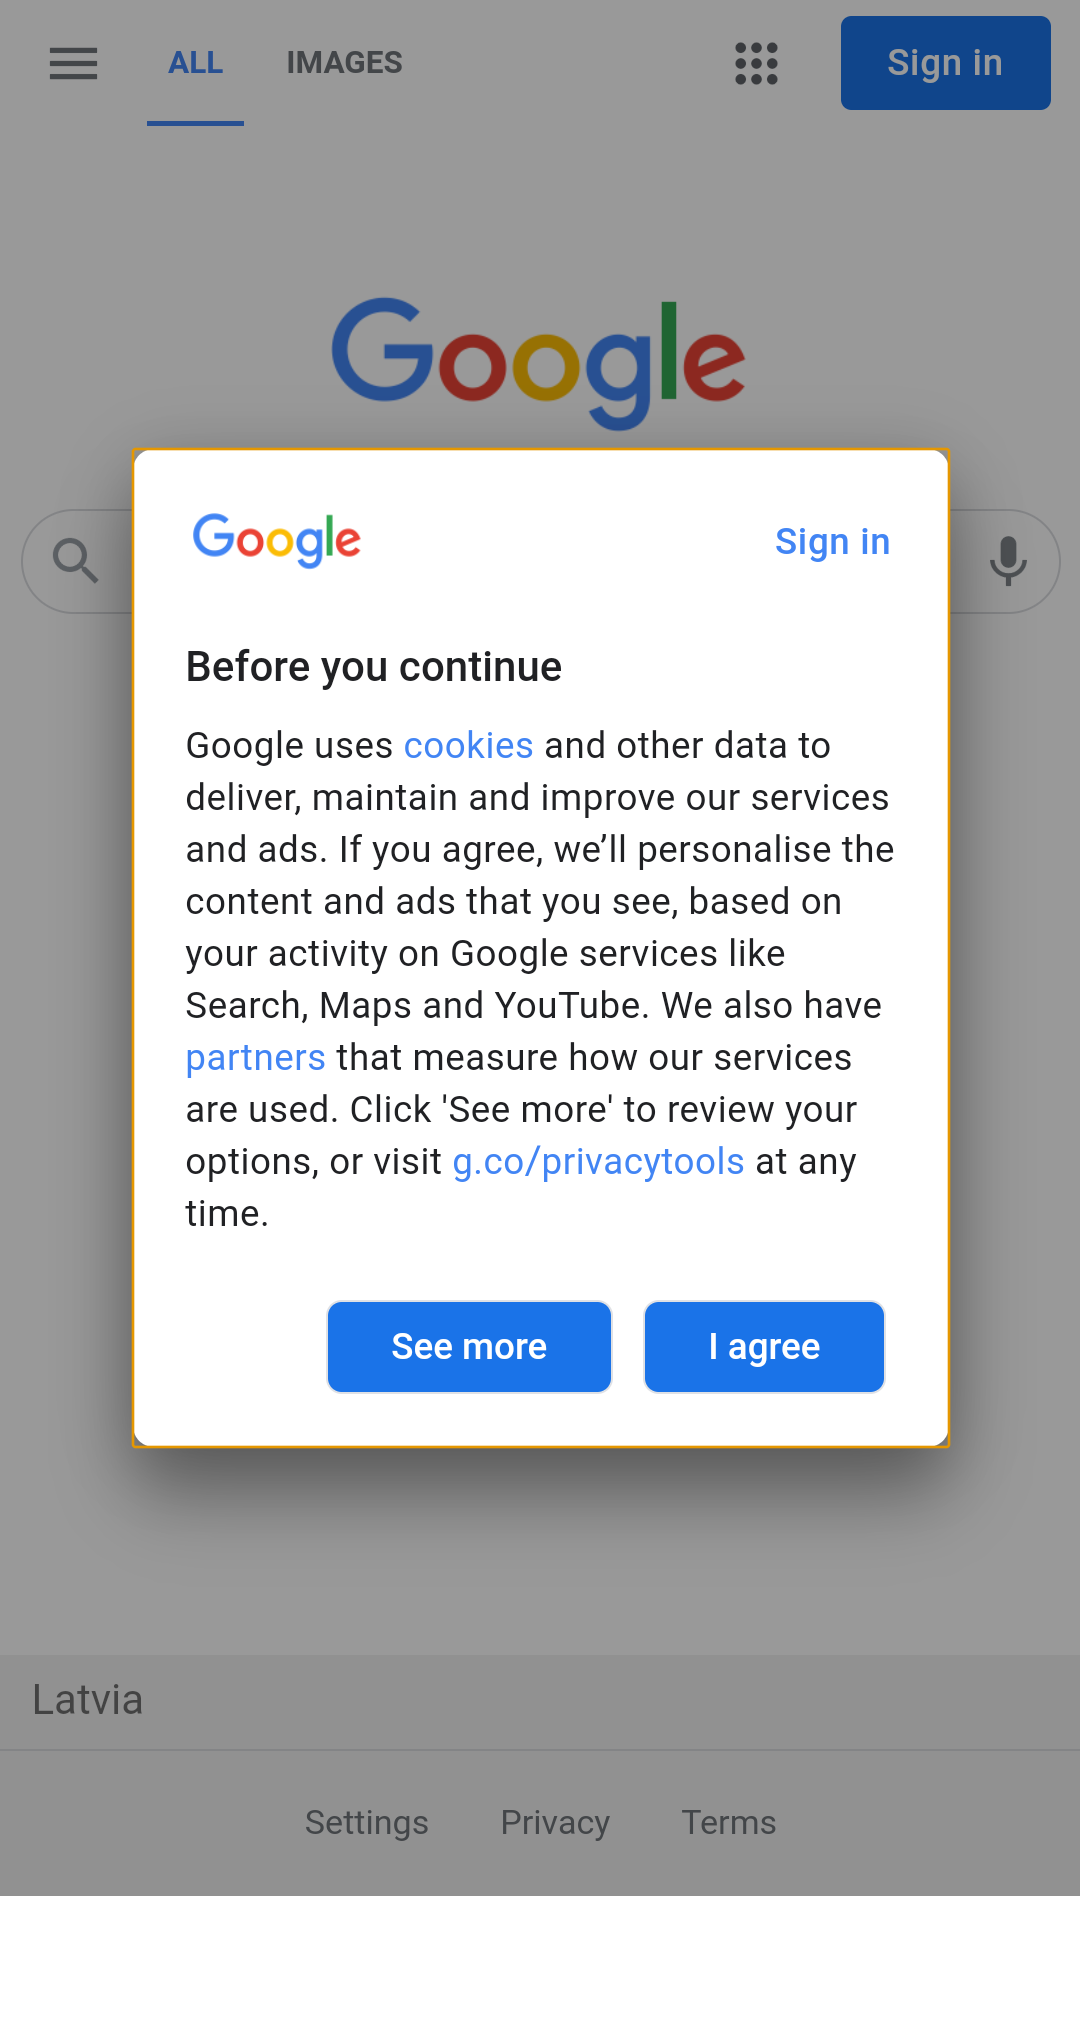 ALL IMAGES Sign in
Google
Google Sign in
Before you continue
Google uses cookies and other data to
deliver, maintain and improve our services
and ads. If you agree, we’ll personalise the
content and ads that you see, based on
your activity on Google services like
Search, Maps and YouTube. We also have
partners that measure how our services
are used. Click 'See more' to review your
options, or visit g.co/privacytools at any
time.
See more I agree
Latvia
Settings Privacy Terms